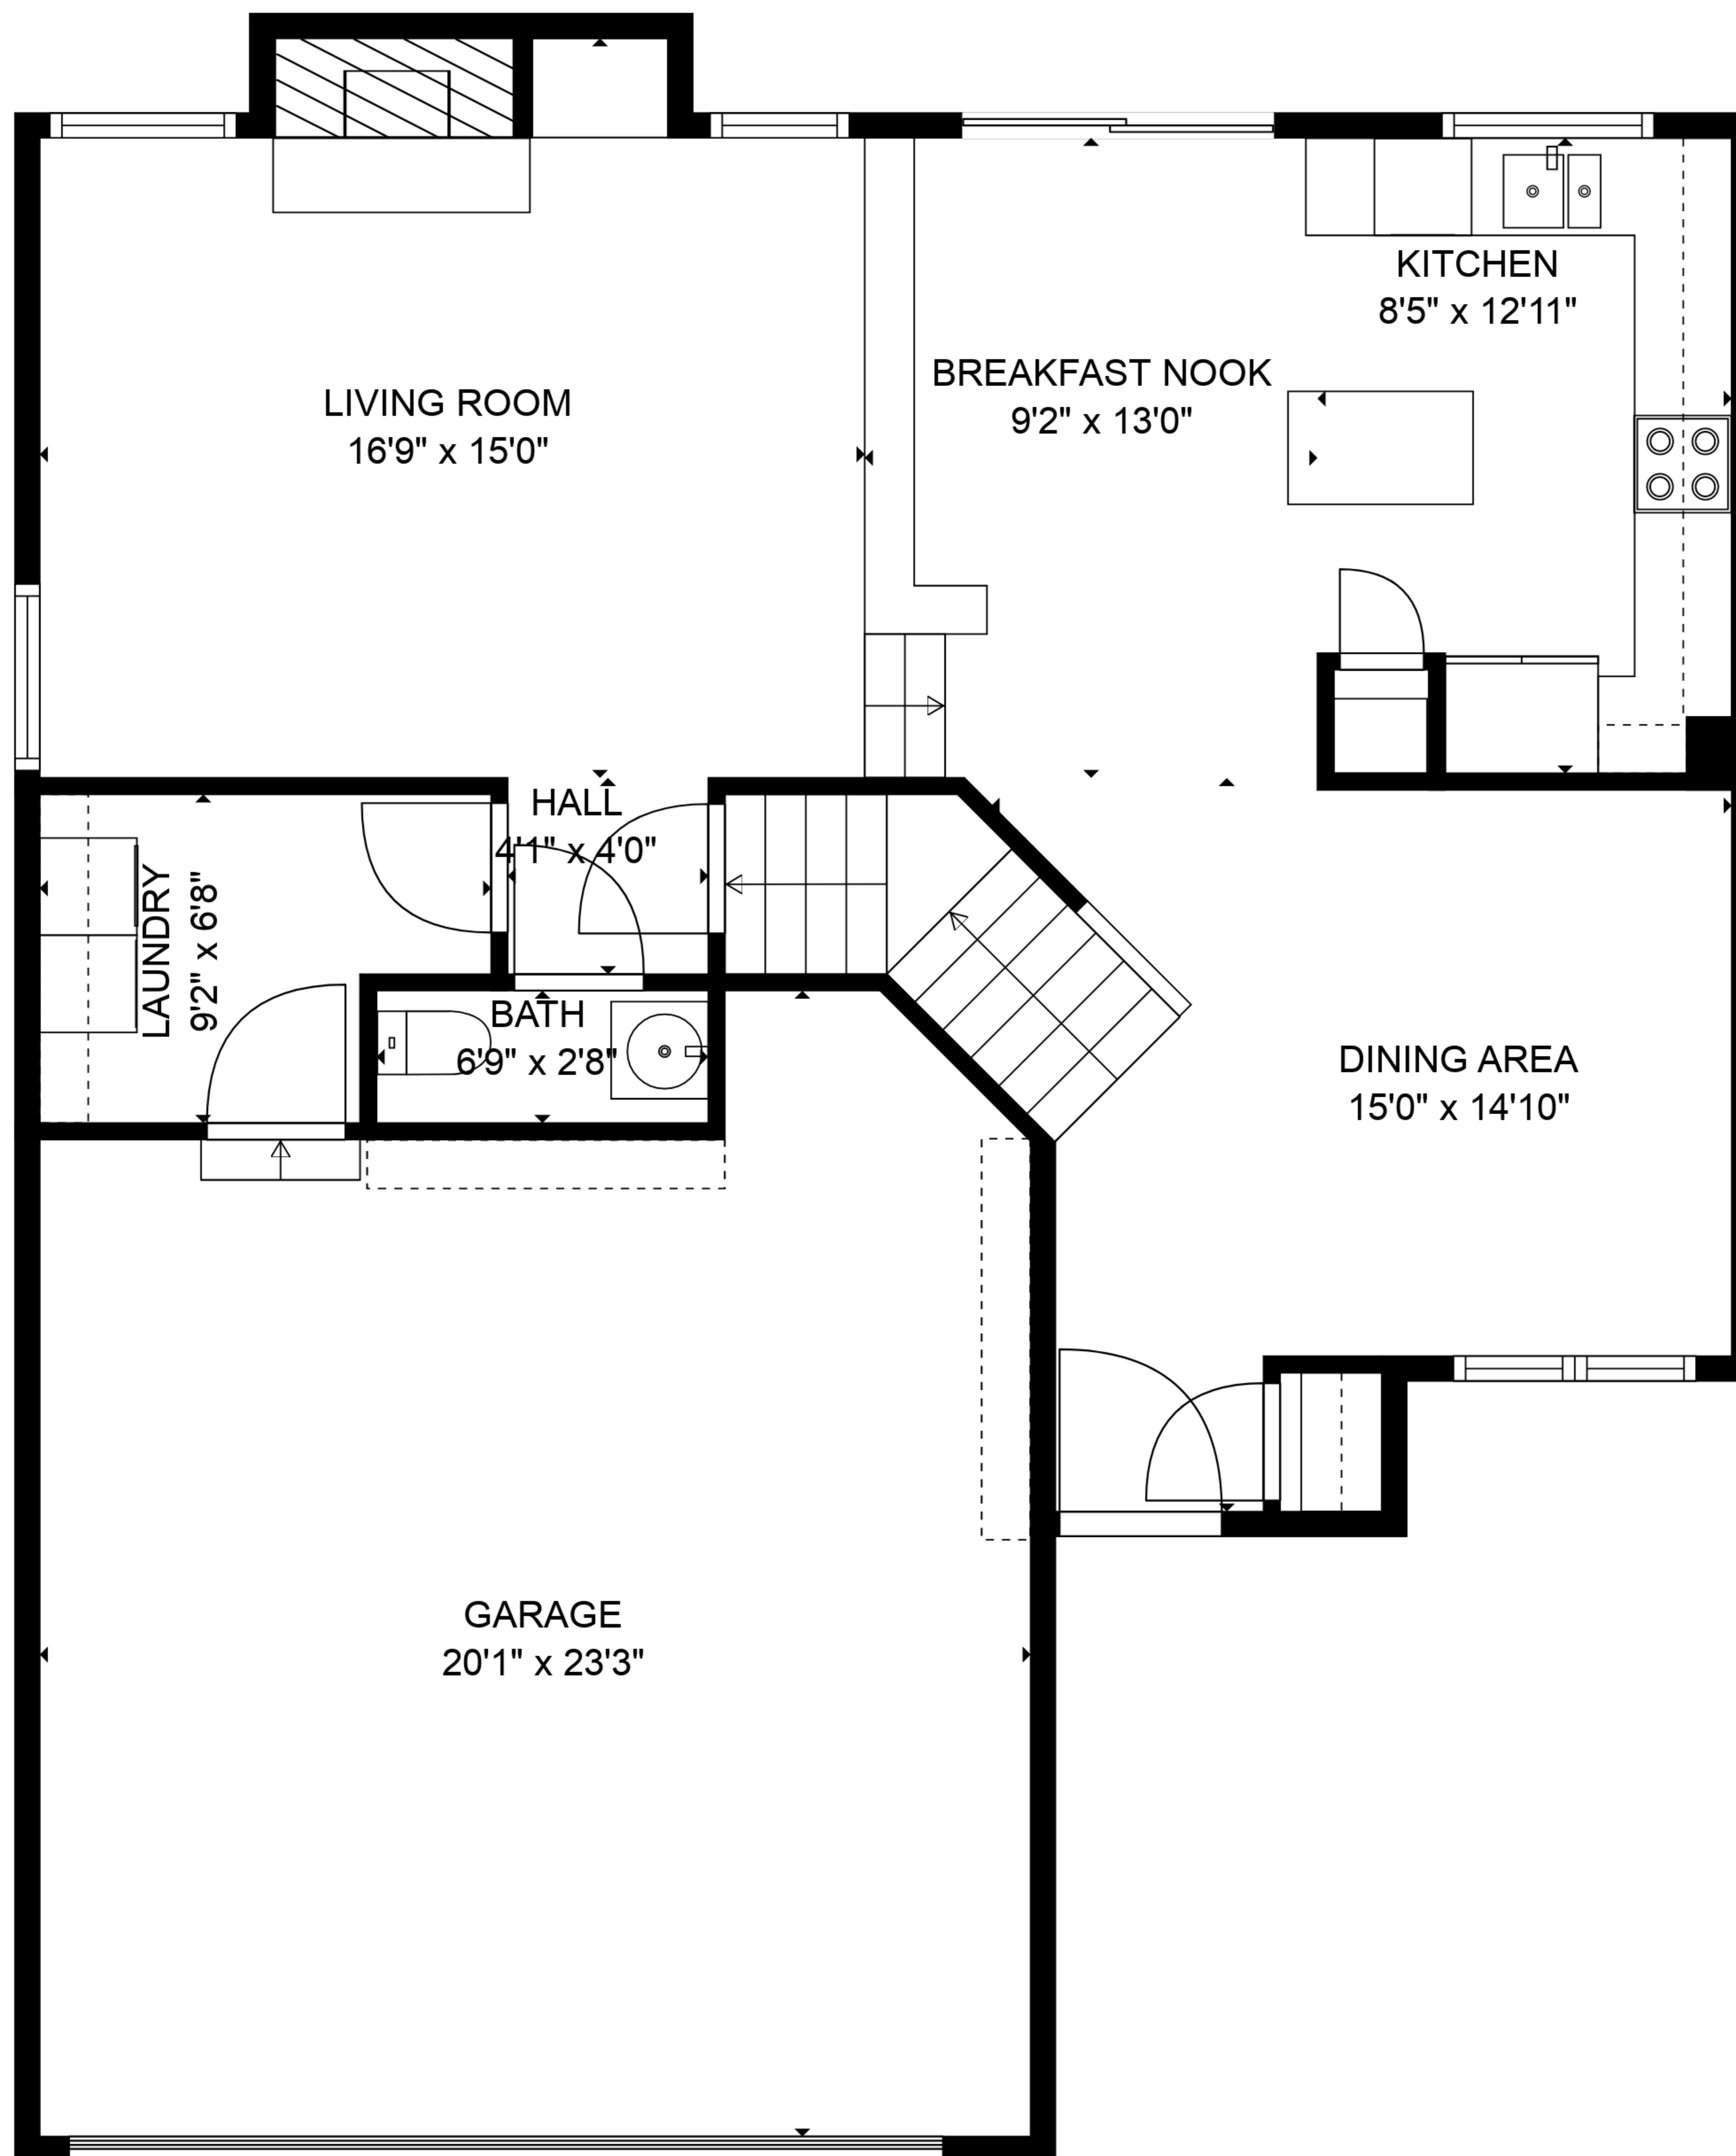 KITCHEN
8'5" x 12'11"
BREAKFAST NOOK
9'2" x 13'0"
LIVING ROOM
16'9" x 15'0"
HALL
4'1" x 4'0"
LAUNDRY
9'2" x 6'8"
BATH
6'9" x 2'8"
DINING AREA
15'0" x 14'10"
GARAGE
20'1" x 23'3"